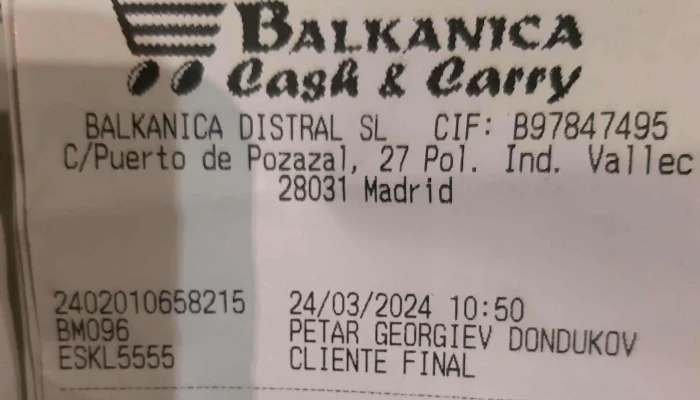 BALKANICA
Cash & Carry
BALKANICA DISTRAL SL CIF: B97847495
C/Puerto de Pozazal, 27 Pol. Ind. Vallec
28031 Madrid
2402010658215 24/03/2024 10:50
BM096 PETAR GEORGIEV DONDUKOV
ESKL5555 CLIENTE FINAL